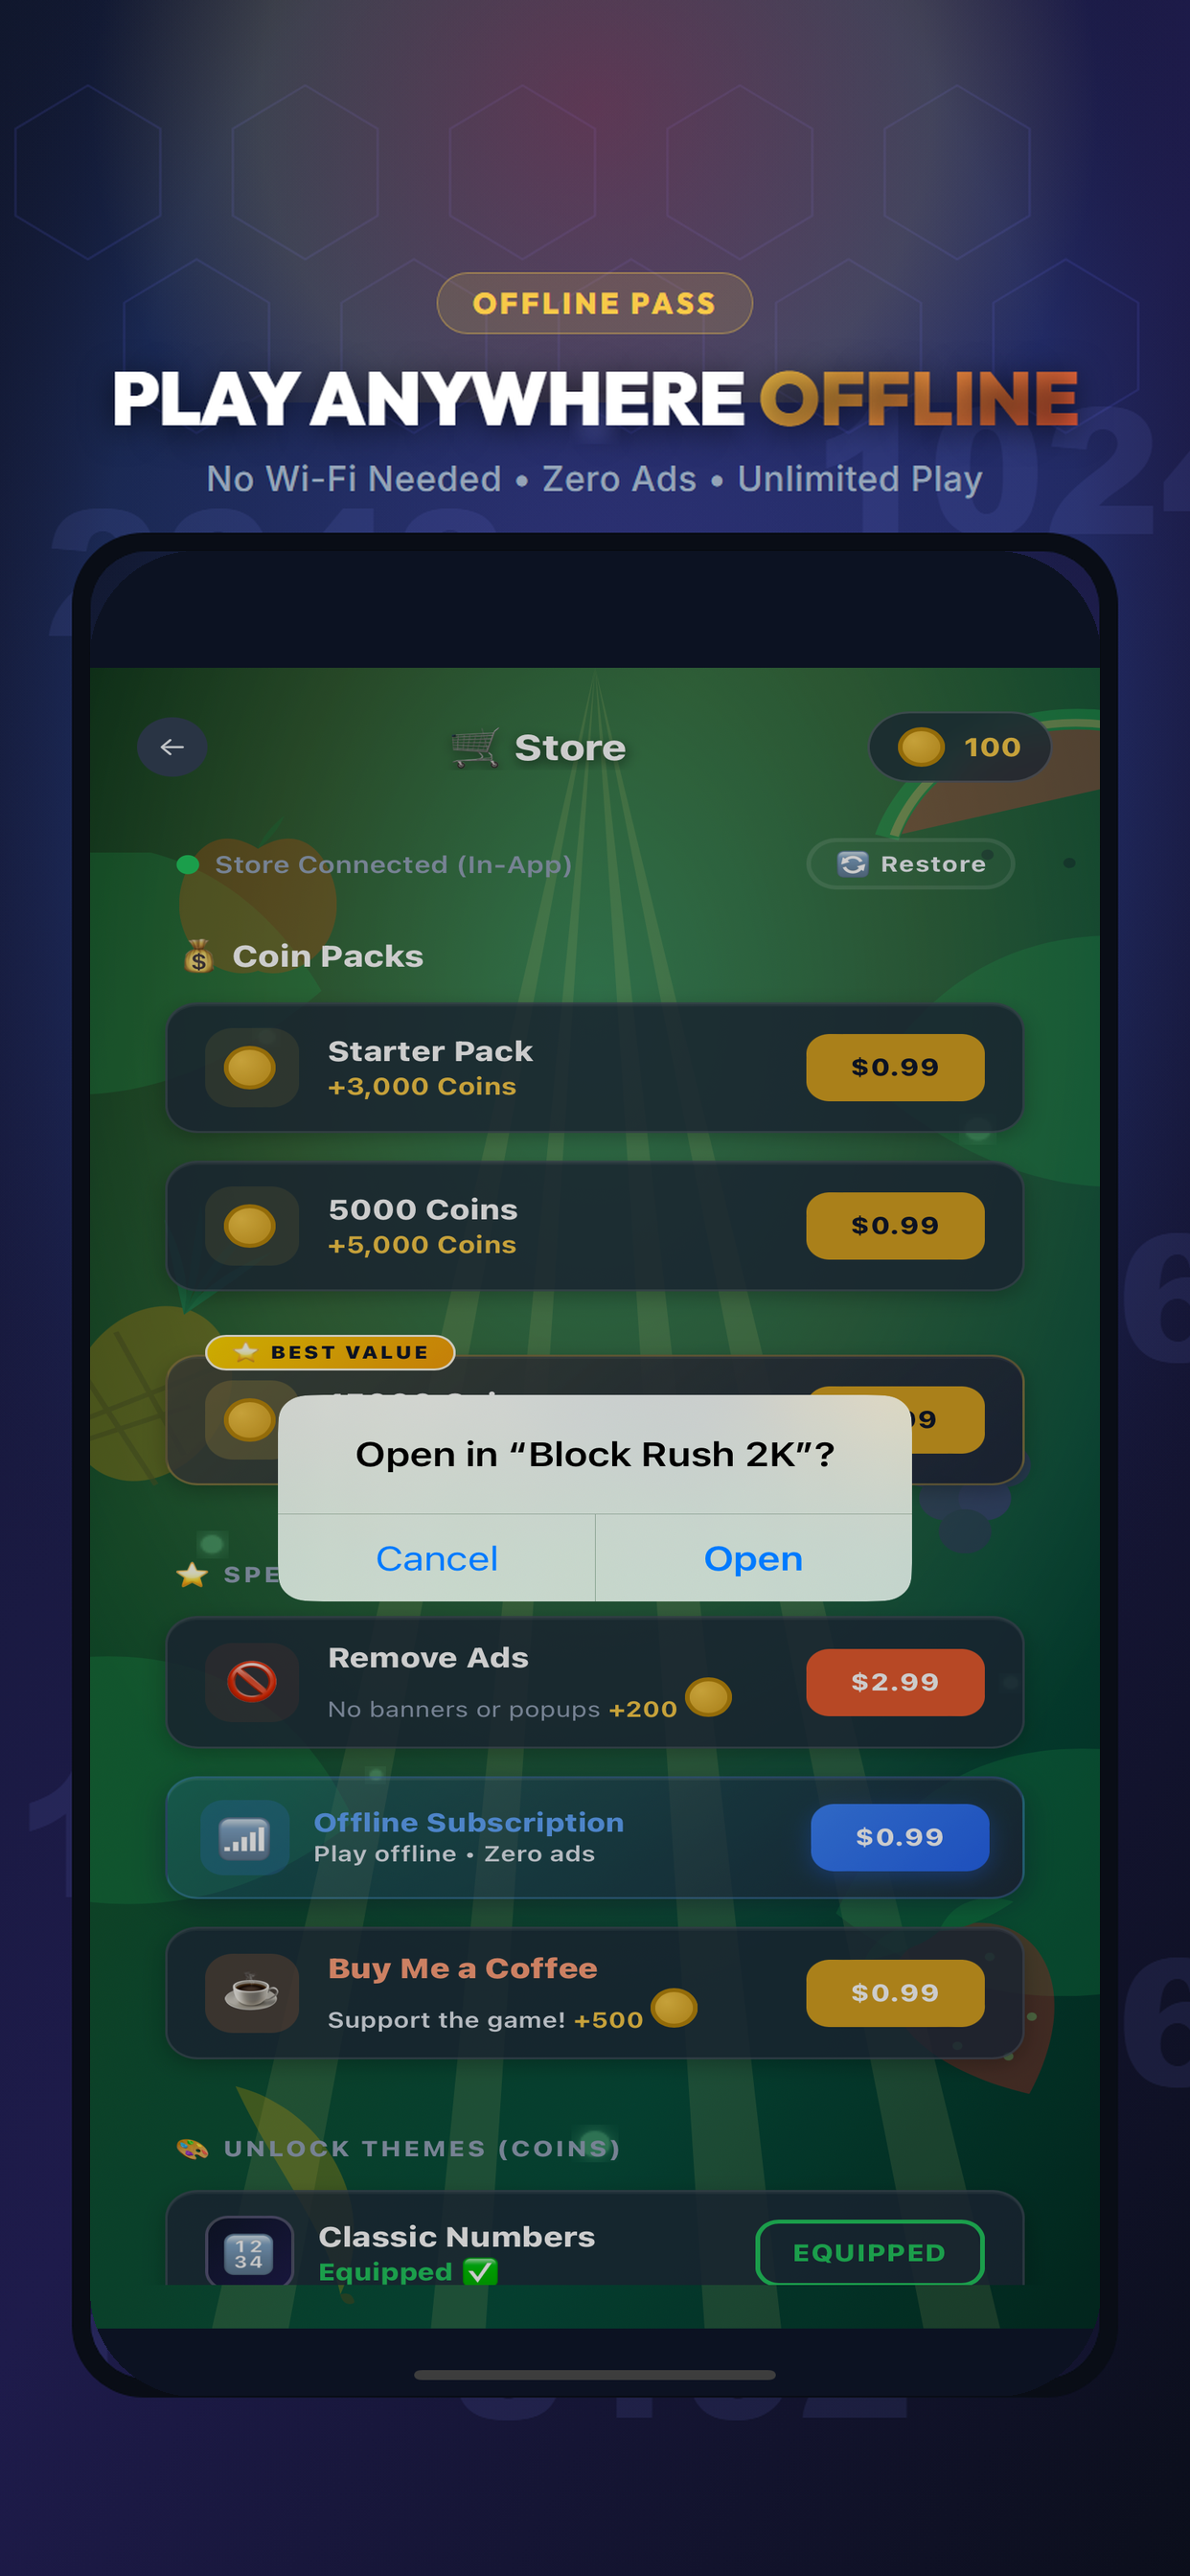 OFFLINE PASS
PLAY ANYWHERE OFFLINE
No Wi-Fi Needed • Zero Ads • Unlimited Play
1024
🛒 Store
100
Store Connected (In-App)
Restore
💰 Coin Packs
Starter Pack
+3,000 Coins
$0.99
5000 Coins
+5,000 Coins
$0.99
⭐ BEST VALUE
Open in “Block Rush 2K”?
Cancel
Open
Remove Ads
No banners or popups +200
$2.99
Offline Subscription
Play offline • Zero ads
$0.99
Buy Me a Coffee
Support the game! +500
$0.99
🎨 UNLOCK THEMES (COINS)
Classic Numbers
Equipped ✅
EQUIPPED